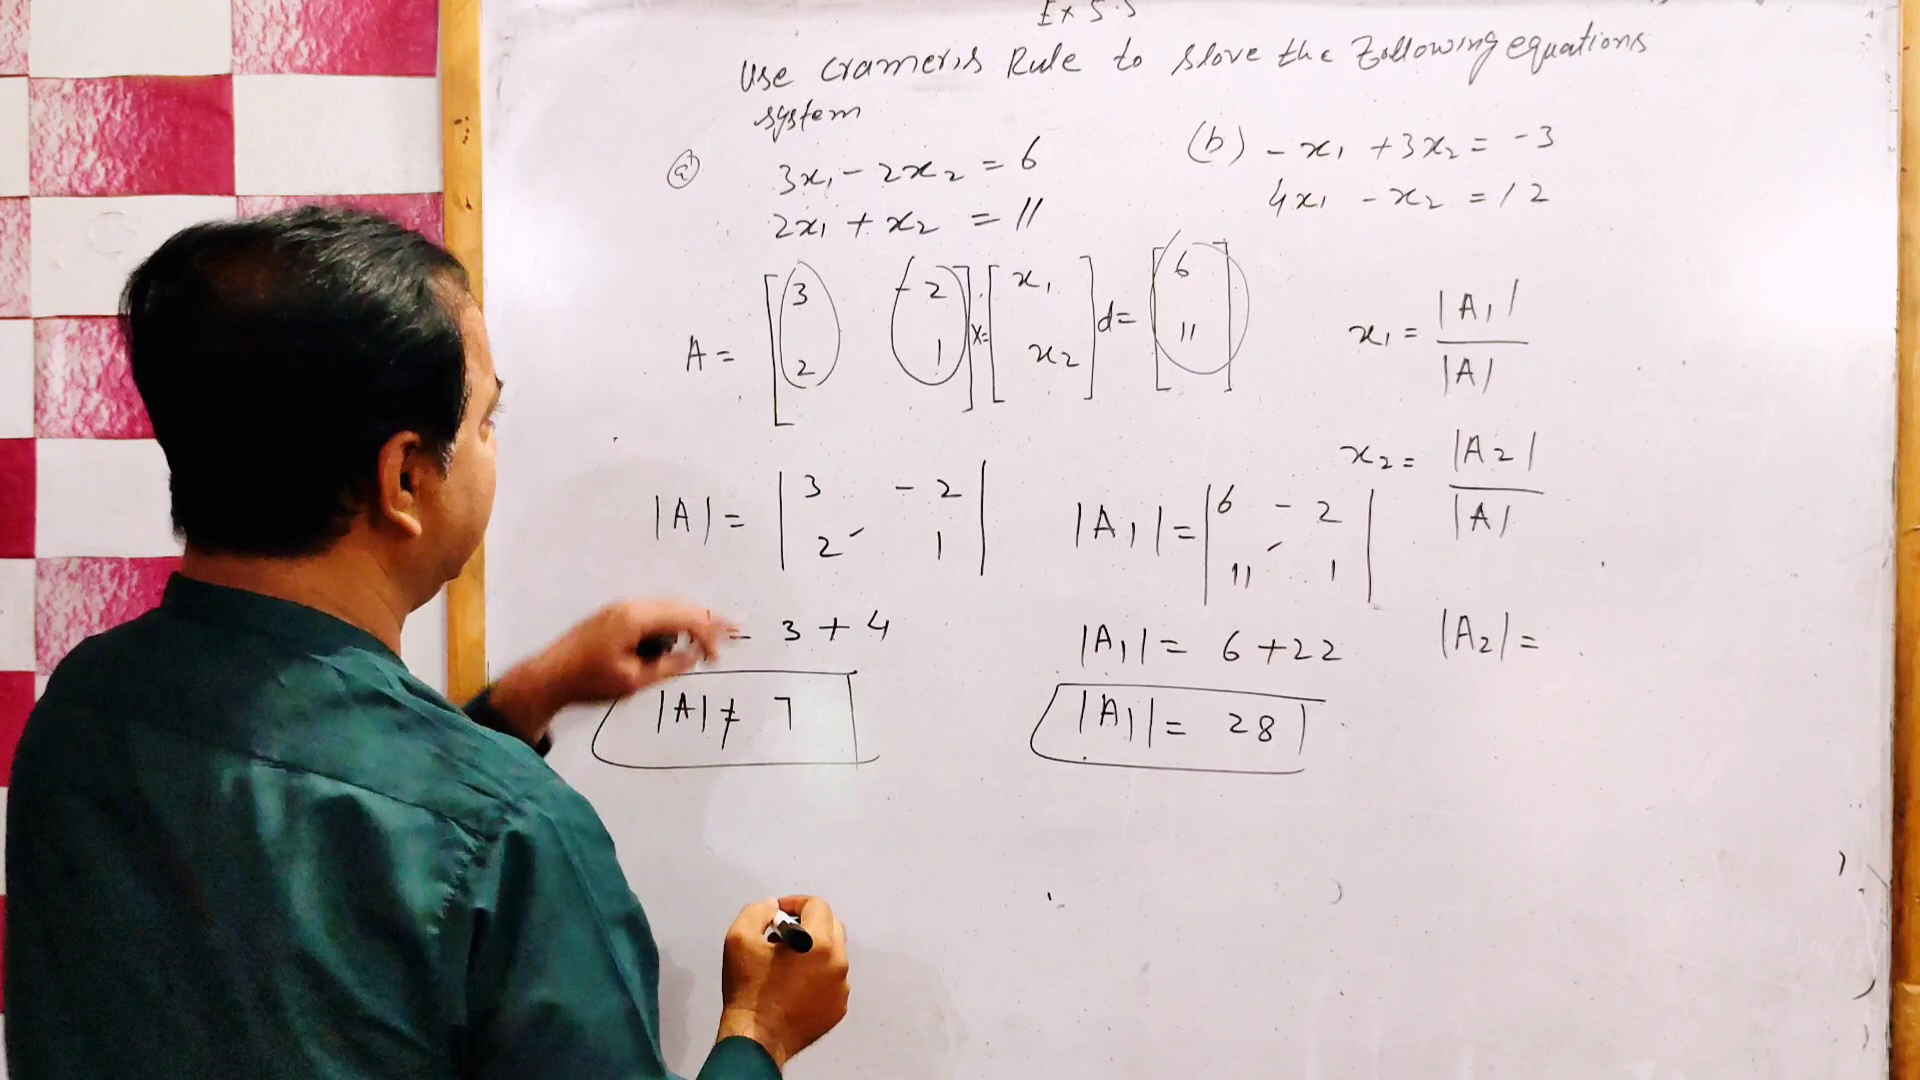 Ex 5.5
Use cramer,s Rule to slove the Following equations
system
(a) 3x₁ - 2x₂ = 6
2x₁ + x₂ = 11
(b) -x₁ + 3x₂ = -3
4x₁ - x₂ = 12
A = [3 -2 2 1] X= [x₁ x₂] d= [6 11]
x₁ = |A₁| / |A|
x₂ = |A₂| / |A|
|A| = |3 -2 2 1|
= 3 + 4
|A| ≠ 7
|A₁| = |6 -2 11 1|
|A₁| = 6 + 22
|A₁| = 28
|A₂| =